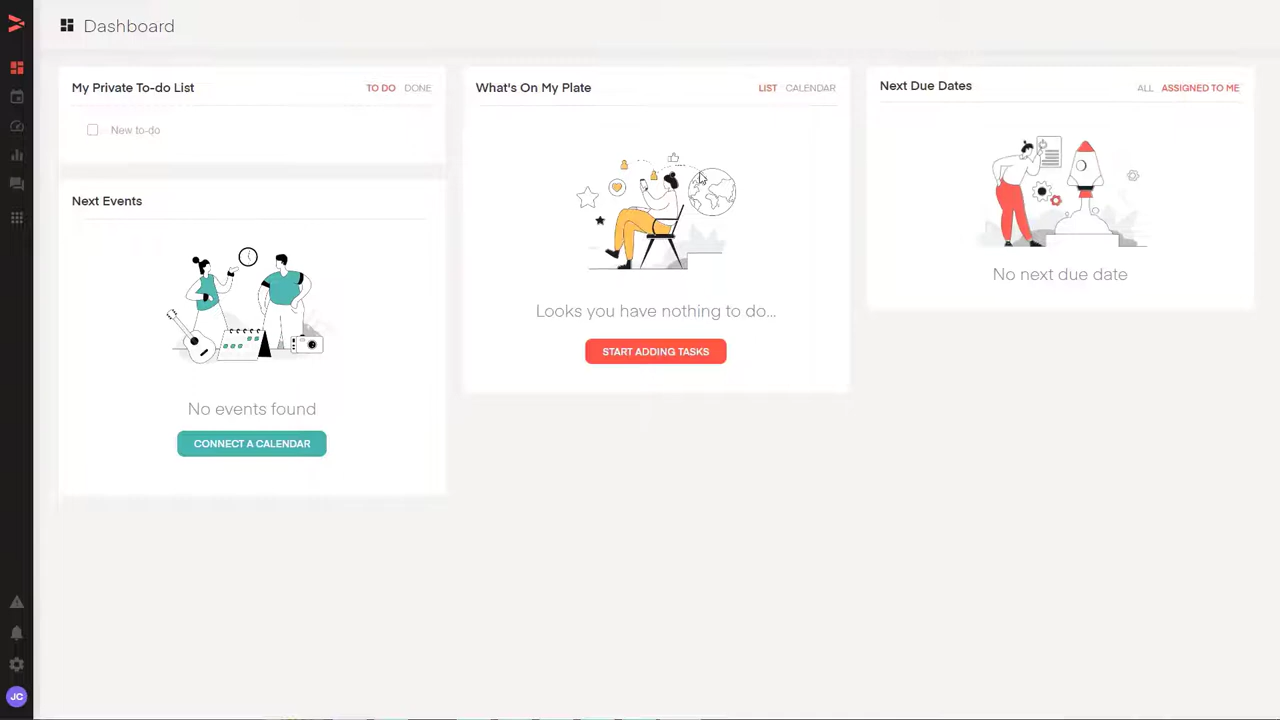 Dashboard
My Private To-do List
TO DO
DONE
New to-do
Next Events
No events found
CONNECT A CALENDAR
What's On My Plate
LIST
CALENDAR
Looks you have nothing to do...
START ADDING TASKS
Next Due Dates
ALL
ASSIGNED TO ME
No next due date
JC